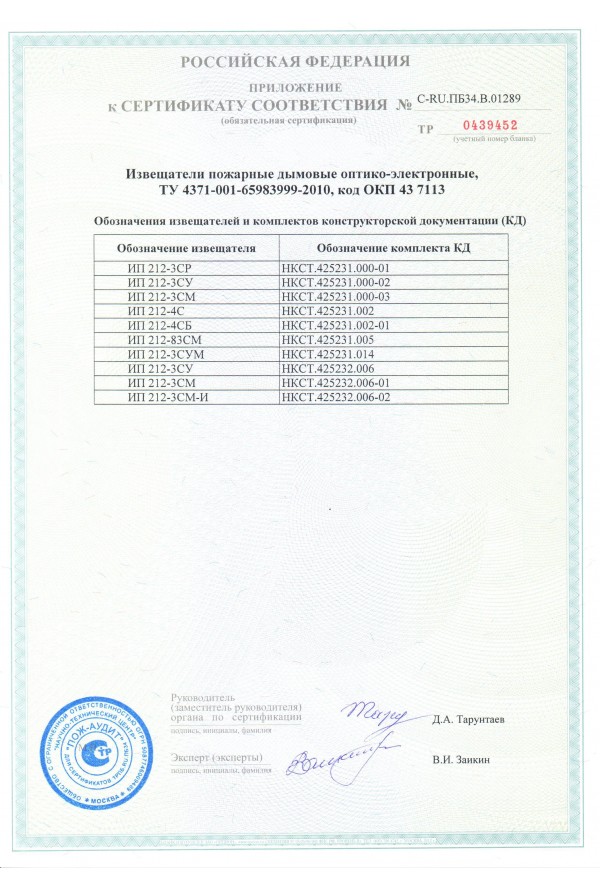 РОССИЙСКАЯ ФЕДЕРАЦИЯ
ПРИЛОЖЕНИЕ
к СЕРТИФИКАТУ СООТВЕТСТВИЯ № C-RU.ПБ34.В.01289
(обязательная сертификация)
ТР 0439452
(учетный номер бланка)
Извещатели пожарные дымовые оптико-электронные,
ТУ 4371-001-65983999-2010, код ОКП 43 7113
Обозначения извещателей и комплектов конструкторской документации (КД)
Обозначение извещателя Обозначение комплекта КД
ИП 212-3СР НКСТ.425231.000-01
ИП 212-3СУ НКСТ.425231.000-02
ИП 212-3СМ НКСТ.425231.000-03
ИП 212-4С НКСТ.425231.002
ИП 212-4СБ НКСТ.425231.002-01
ИП 212-83СМ НКСТ.425231.005
ИП 212-3СУМ НКСТ.425231.014
ИП 212-3СУ НКСТ.425232.006
ИП 212-3СМ НКСТ.425232.006-01
ИП 212-3СМ-И НКСТ.425232.006-02
Руководитель
(заместитель руководителя)
органа по сертификации
подпись, инициалы, фамилия
Д.А. Тарунтаев
Эксперт (эксперты)
подпись, инициалы, фамилия
В.И. Заикин
ОБЩЕСТВО С ОГРАНИЧЕННОЙ ОТВЕТСТВЕННОСТЬЮ
"НАУЧНО-ТЕХНИЧЕСКИЙ ЦЕНТР"
"ПОЖ-АУДИТ"
ТР
ДЛЯ СЕРТИФИКАТОВ
МОСКВА